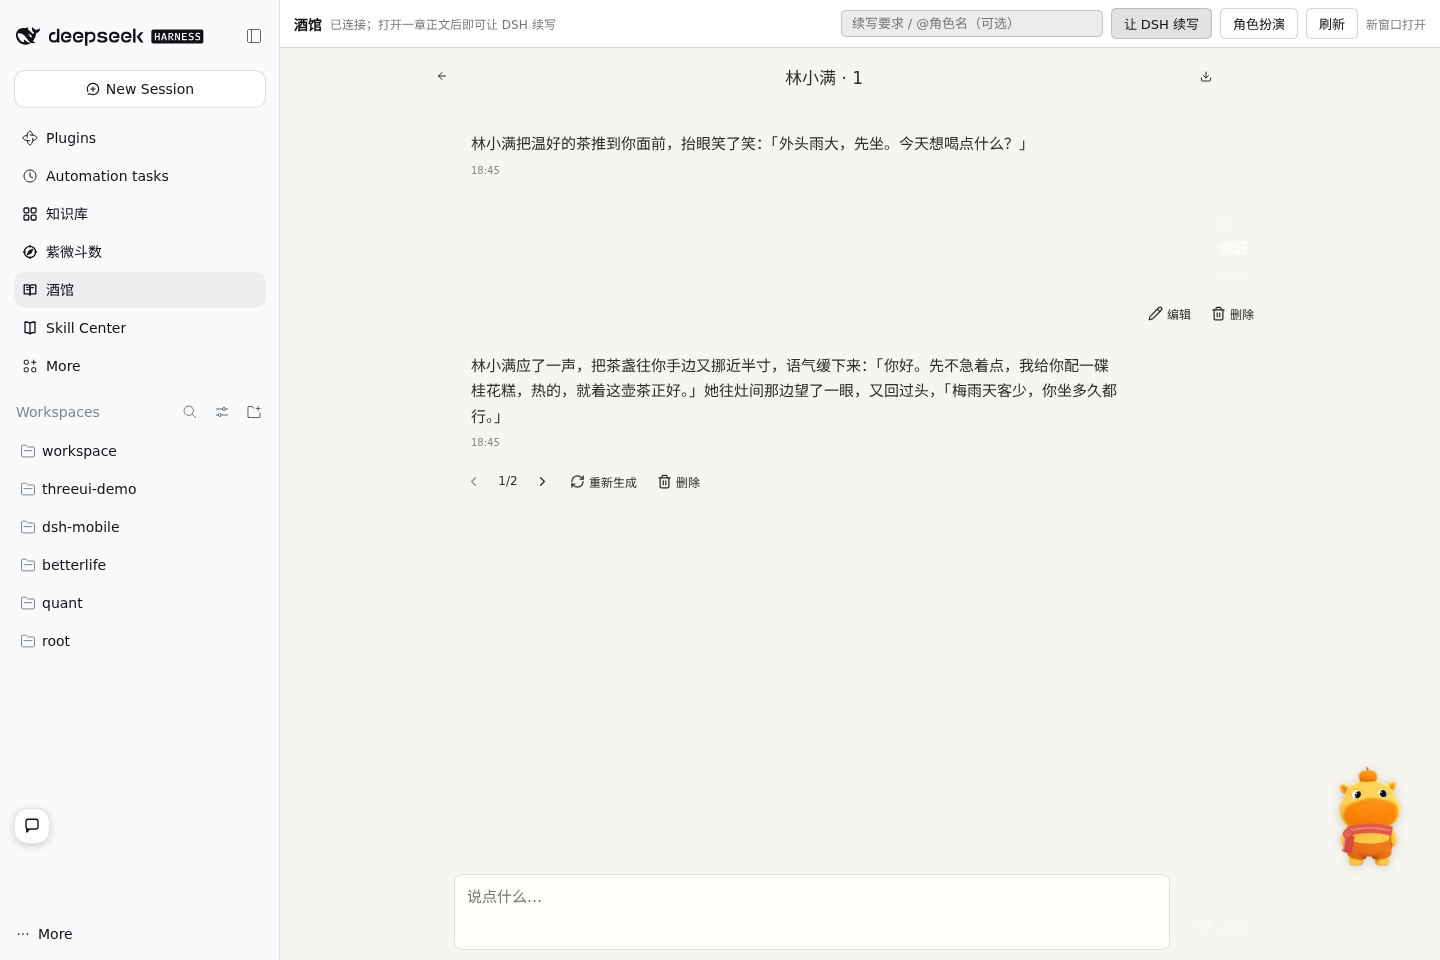 deepseek HARNESS
New Session
Plugins
Automation tasks
知识库
紫微斗数
酒馆
Skill Center
More
Workspaces
workspace
threeui-demo
dsh-mobile
betterlife
quant
root
More
酒馆 已连接；打开一章正文后即可让 DSH 续写
续写要求 / @角色名（可选）
让 DSH 续写
角色扮演
刷新
新窗口打开
林小满 · 1
林小满把温好的茶推到你面前，抬眼笑了笑：「外头雨大，先坐。今天想喝点什么？」
18:45
你好
编辑 删除
林小满应了一声，把茶盏往你手边又挪近半寸，语气缓下来：「你好。先不急着点，我给你配一碟
桂花糕，热的，就着这壶茶正好。」她往灶间那边望了一眼，又回过头，「梅雨天客少，你坐多久都
行。」
18:45
1/2 重新生成 删除
说点什么...
发送